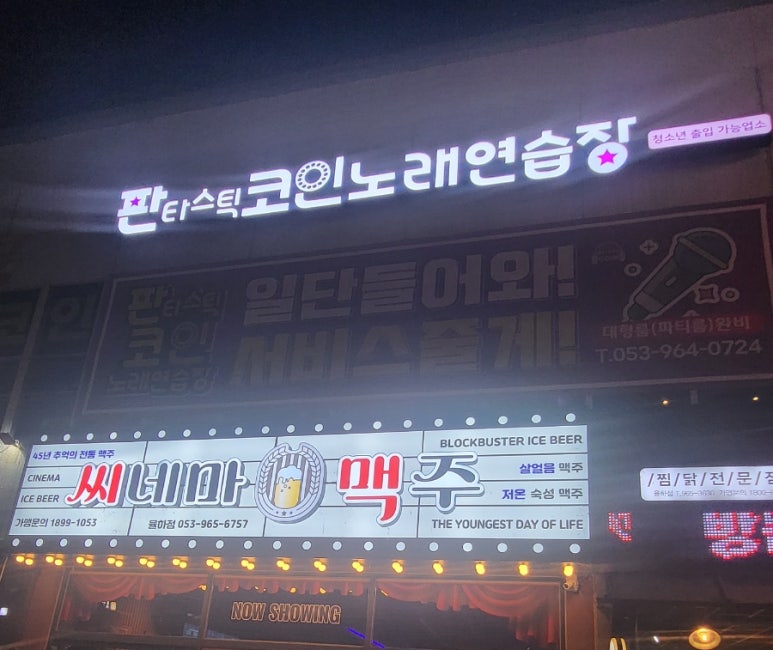 판타스틱 코인노래연습장
청소년 출입 가능업소
판타스틱
코인
노래연습장
일단들어와!
서비스줄게!
대형룸(파티룸)완비
T.053-964-0724
코인
45년 추억의 전통 맥주
CINEMA
ICE BEER
가맹문의 1899-1053
율하점 053-965-6757
씨네마 맥주
BLOCKBUSTER ICE BEER
살얼음 맥주
저온 숙성 맥주
THE YOUNGEST DAY OF LIFE
NOW SHOWING
/찜/닭/전/문/